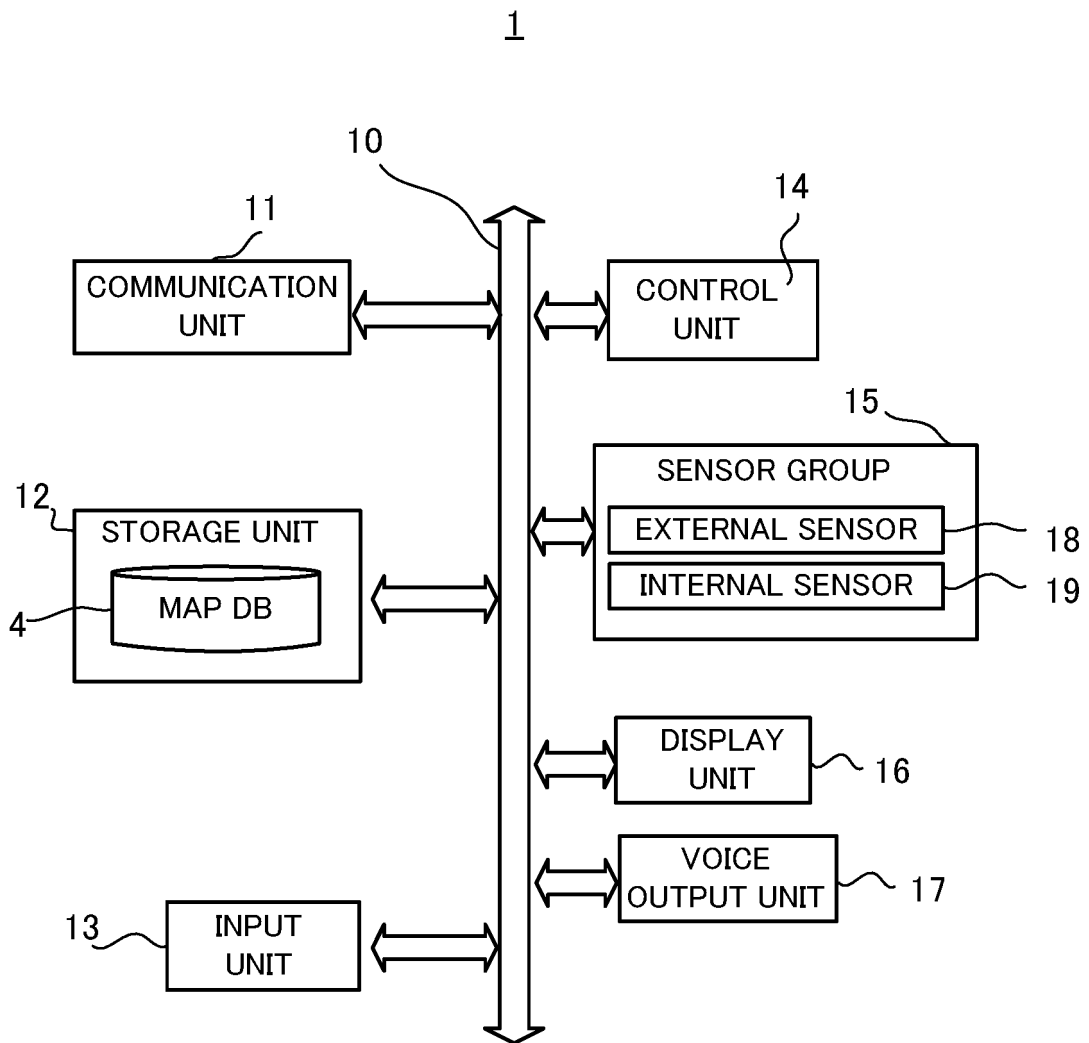 1
10
11
COMMUNICATION
UNIT
14
CONTROL
UNIT
15
SENSOR GROUP
EXTERNAL SENSOR
18
INTERNAL SENSOR
19
12
STORAGE UNIT
4
MAP DB
DISPLAY
UNIT
16
VOICE
OUTPUT UNIT
17
13
INPUT
UNIT